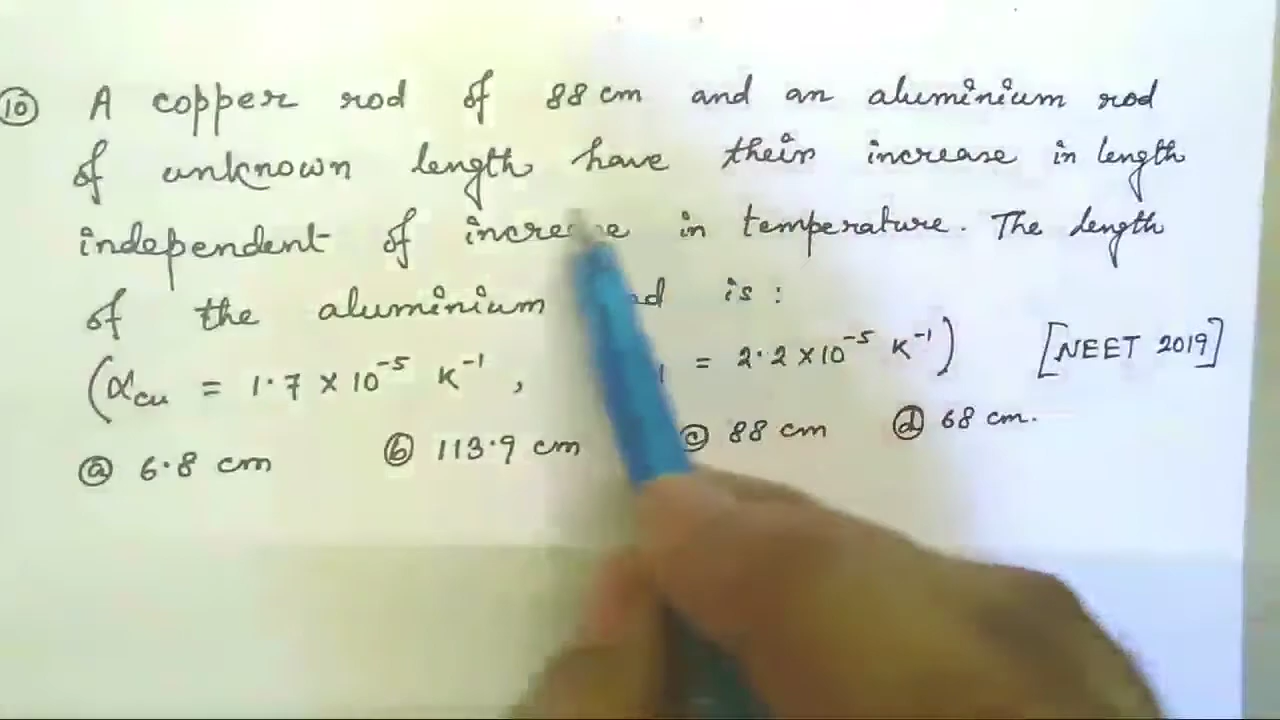 10 A copper rod of 88 cm and an aluminium rod
of unknown length have their increase in length
independent of increase in temperature. The length
of the aluminium is :
(αcu = 1.7 × 10⁻⁵ K⁻¹ , = 2.2 × 10⁻⁵ K⁻¹) [NEET 2019]
a 6.8 cm b 113.9 cm c 88 cm d 68 cm.